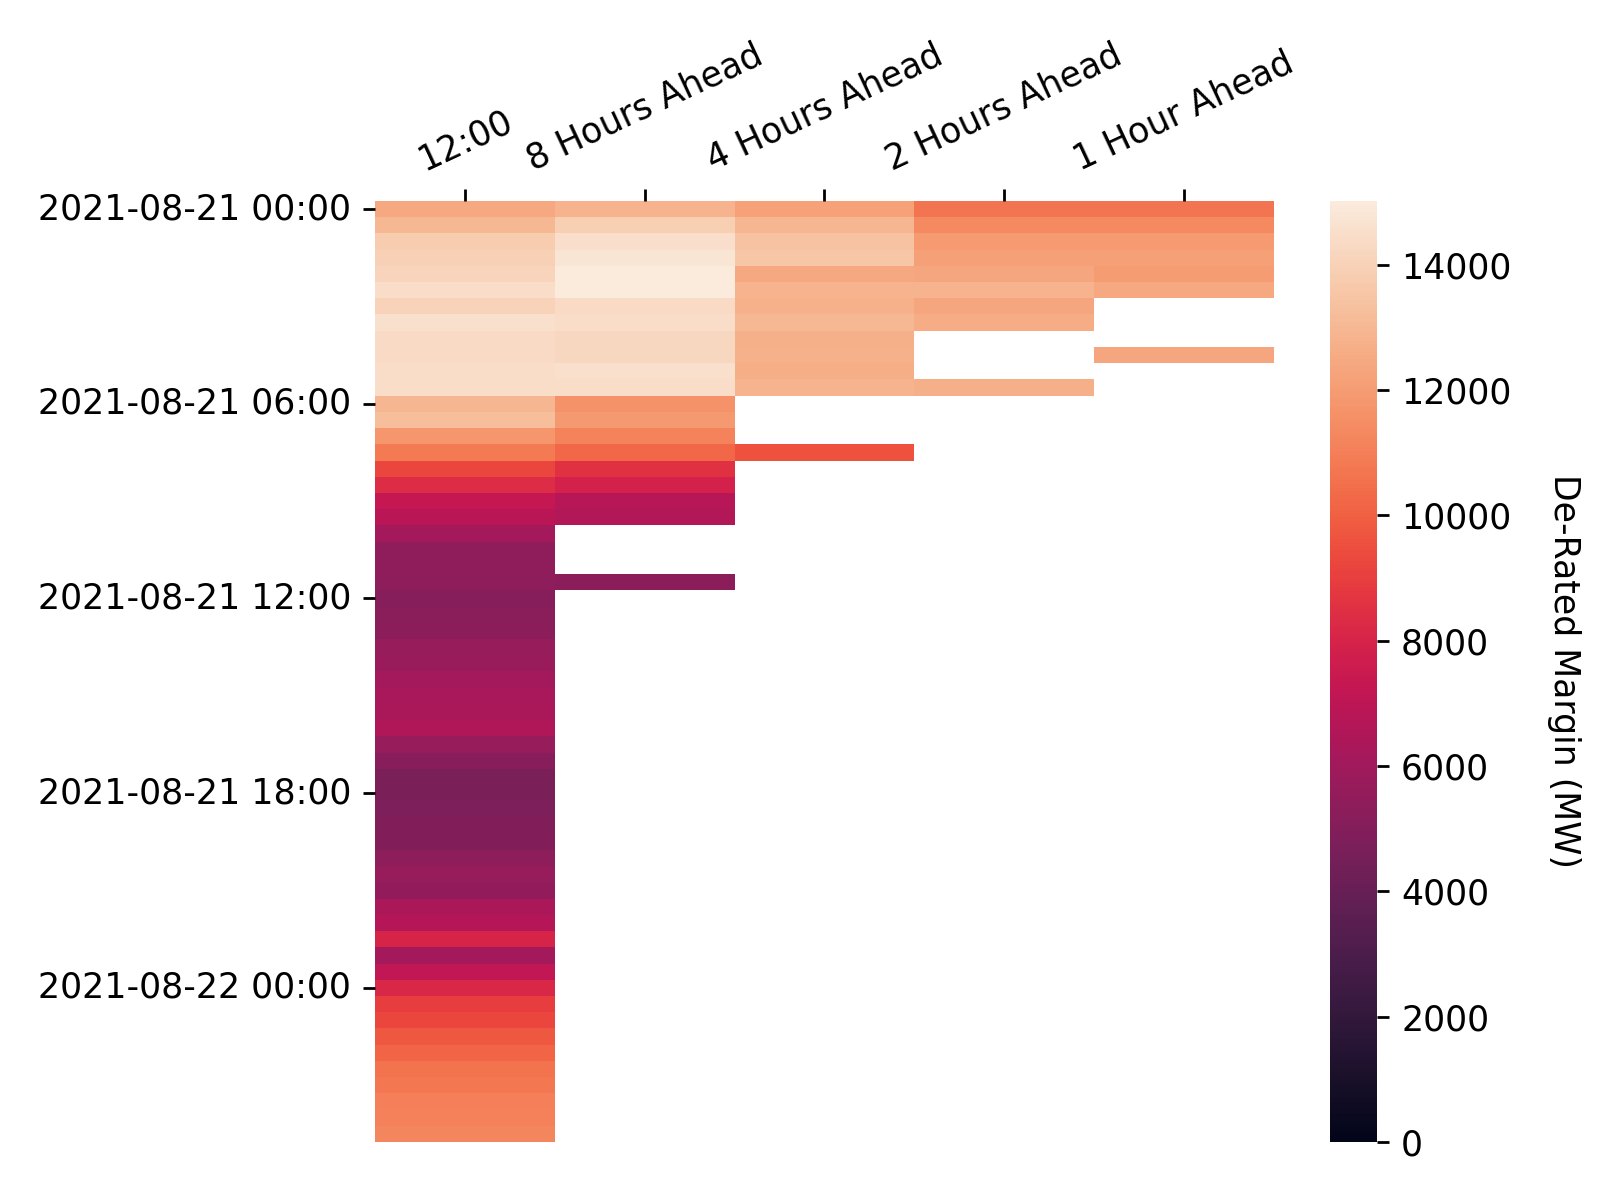 12:00
8 Hours Ahead
4 Hours Ahead
2 Hours Ahead
1 Hour Ahead
2021-08-21 00:00
2021-08-21 06:00
2021-08-21 12:00
2021-08-21 18:00
2021-08-22 00:00
14000
12000
10000
8000
6000
4000
2000
0
De-Rated Margin (MW)